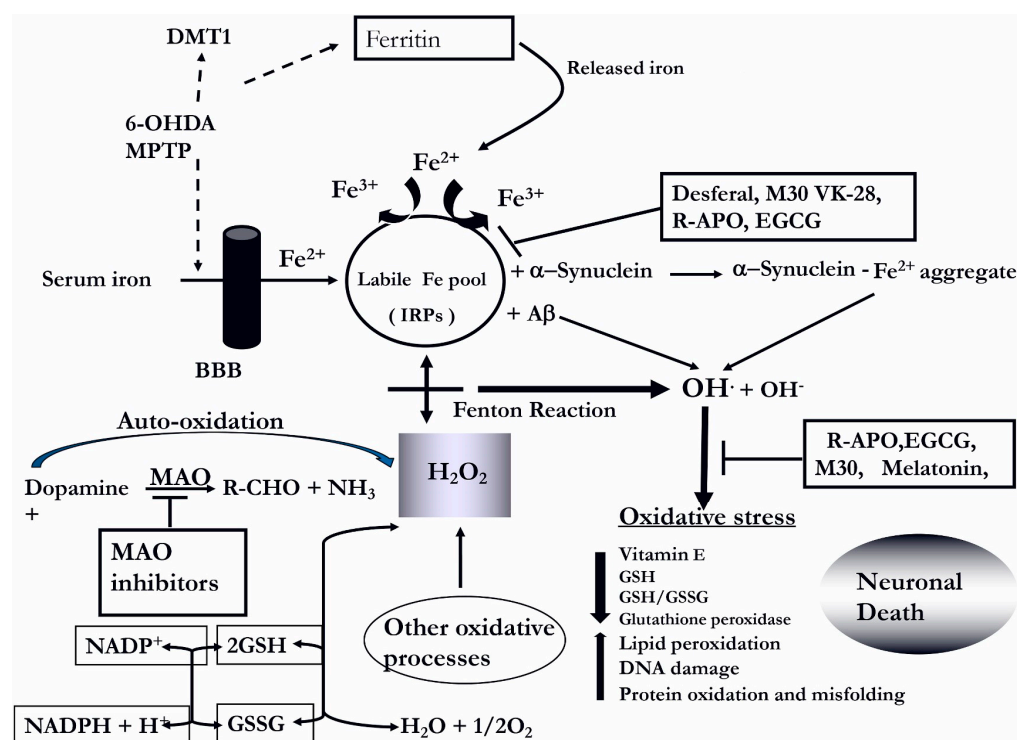 DMT1
Ferritin
Released iron
6-OHDA
MPTP
Fe²⁺
Fe³⁺
Fe³⁺
Desferal, M30 VK-28,
R-APO, EGCG
Serum iron
Fe²⁺
Labile Fe pool
( IRPs )
+ α–Synuclein
α–Synuclein - Fe²⁺ aggregate
+ Aβ
BBB
OH· + OH⁻
Fenton Reaction
Auto-oxidation
Dopamine
+
MAO
R-CHO + NH₃
H₂O₂
R-APO,EGCG,
M30, Melatonin,
MAO
inhibitors
Oxidative stress
Vitamin E
GSH
GSH/GSSG
Glutathione peroxidase
Lipid peroxidation
DNA damage
Protein oxidation and misfolding
Neuronal
Death
Other oxidative
processes
NADP⁺
2GSH
NADPH + H⁺
GSSG
H₂O + 1/2O₂